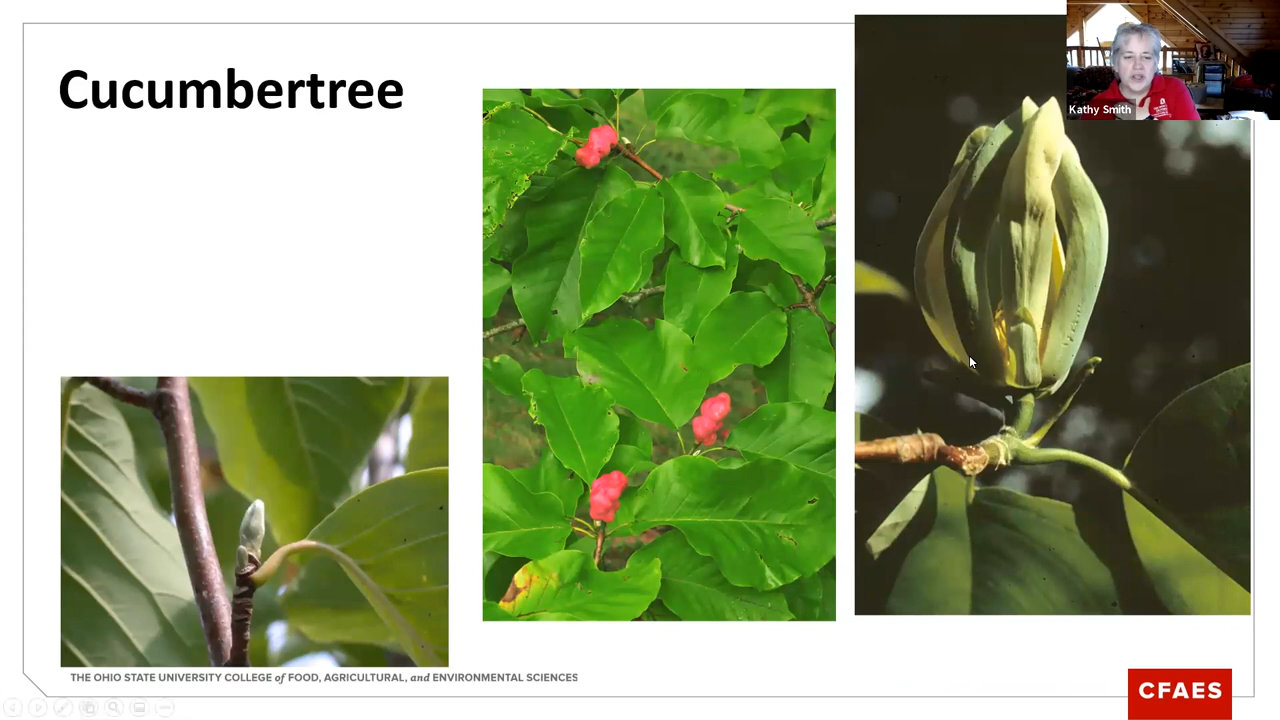 Cucumbertree
Kathy Smith
THE OHIO STATE UNIVERSITY COLLEGE of FOOD, AGRICULTURAL, and ENVIRONMENTAL SCIENCES
CFAES